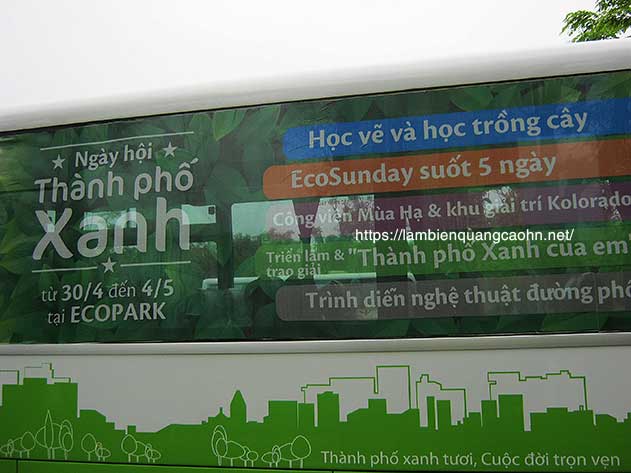 Ngày hội
Thành phố
Xanh
từ 30/4 đến 4/5
tại ECOPARK
Học vẽ và học trồng cây
EcoSunday suốt 5 ngày
Công viên Mùa Hạ & khu giải trí Kolorado
https://lambienquangcaohn.net/
Triển lãm &
trao giải
"Thành phố Xanh của em
Trình diễn nghệ thuật đường phố
Thành phố xanh tươi, Cuộc đời trọn vẹn